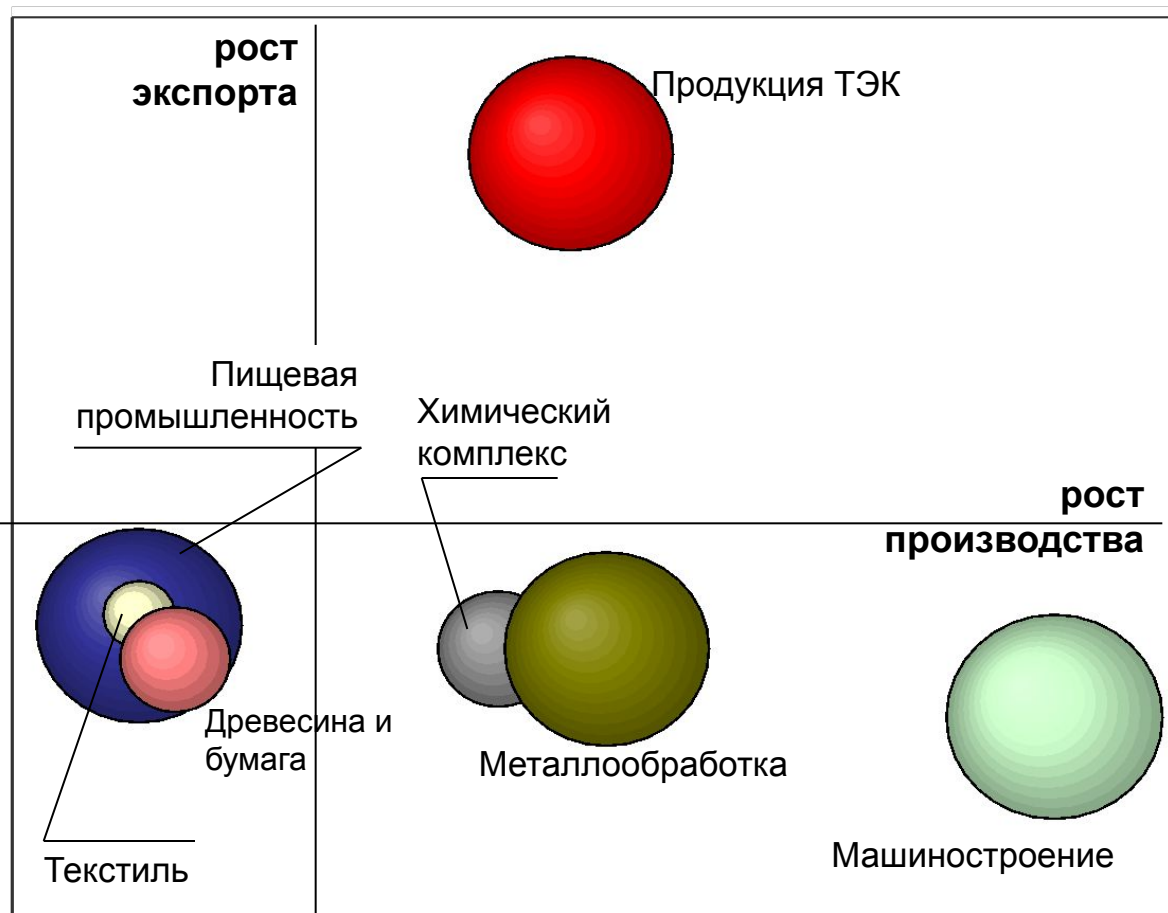 рост
экспорта
Продукция ТЭК
Пищевая
промышленность
Химический
комплекс
рост
производства
Древесина и
бумага
Металлообработка
Машиностроение
Текстиль